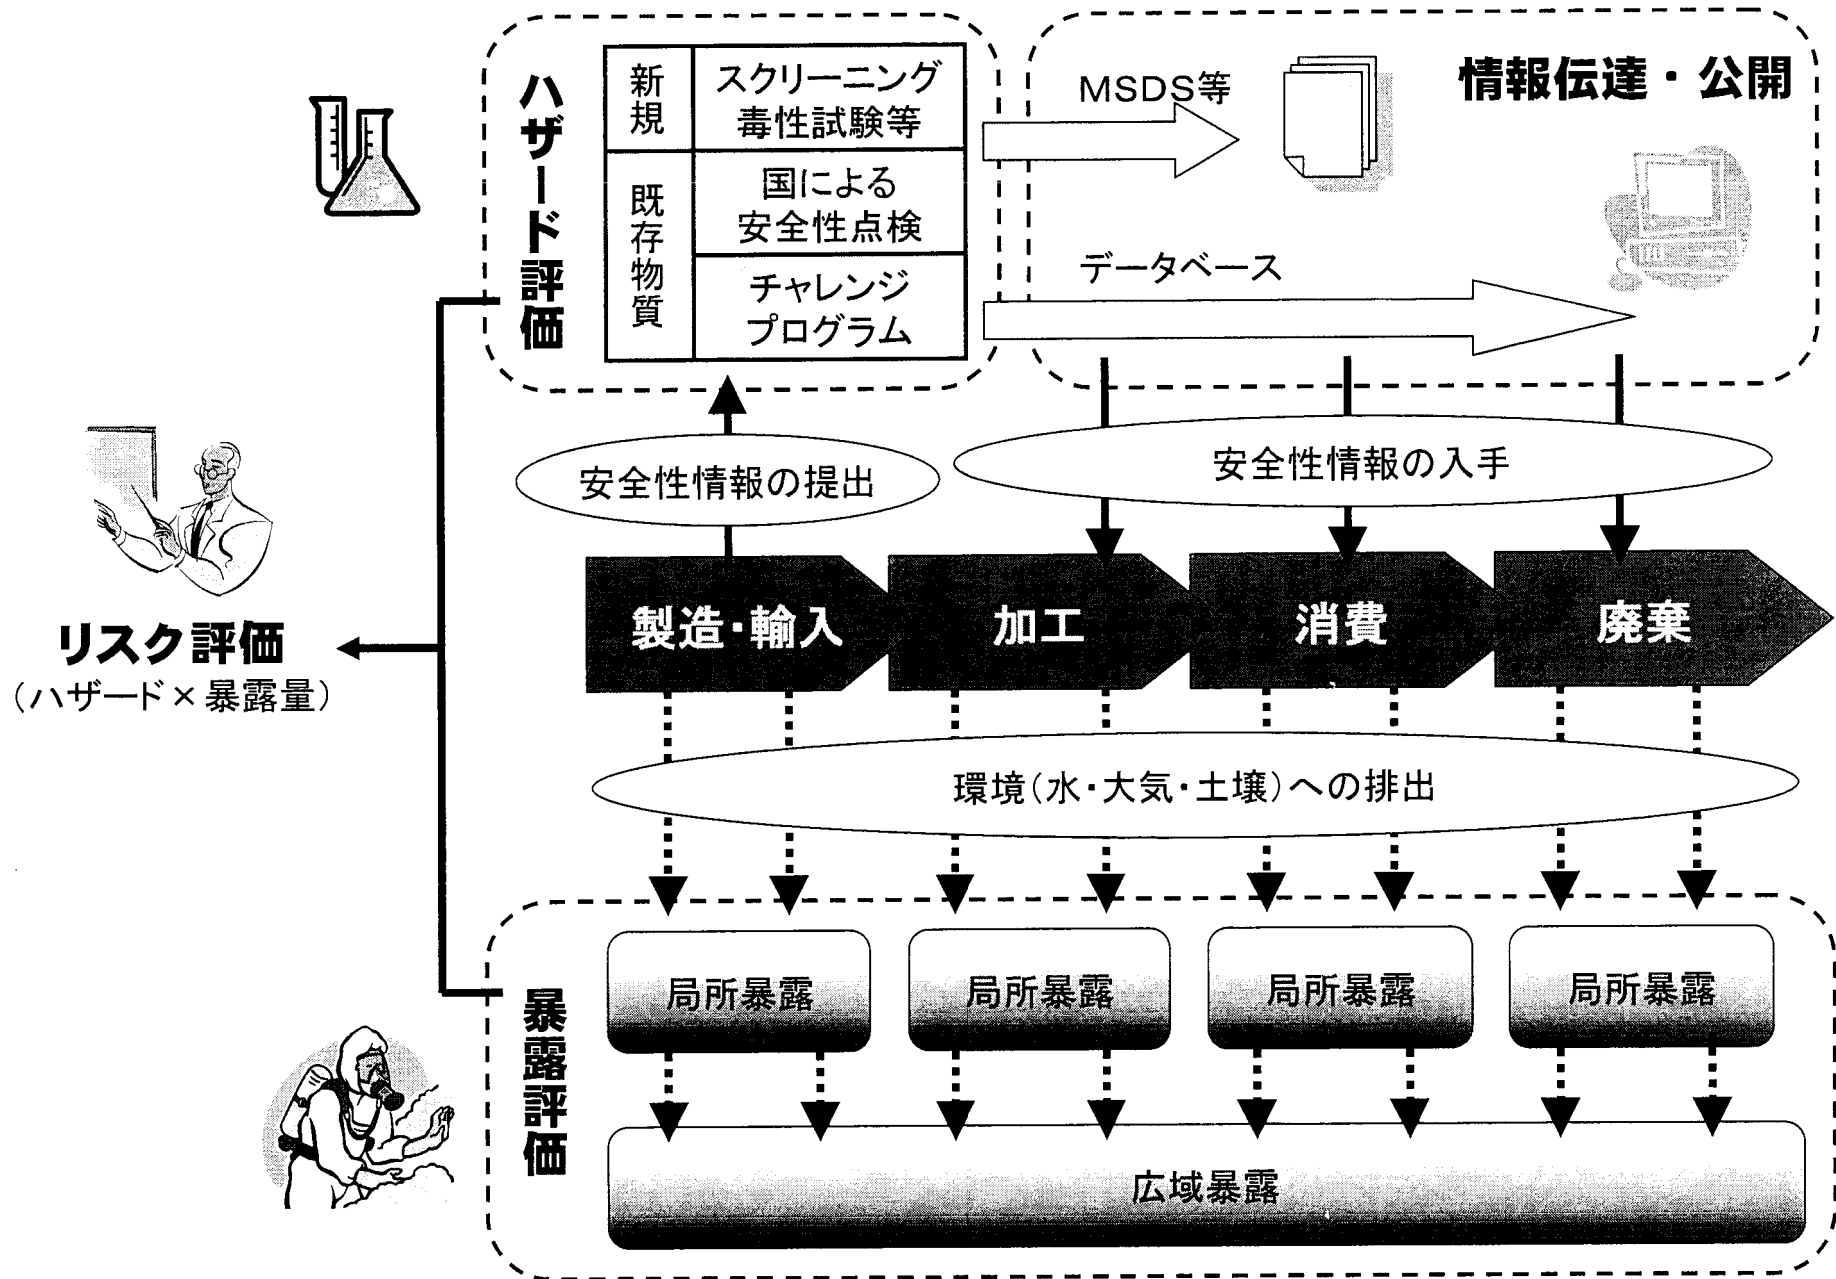 ハザード評価
新規
スクリーニング
毒性試験等
既存物質
国による
安全性点検
チャレンジ
プログラム
情報伝達・公開
MSDS等
データベース
安全性情報の提出
安全性情報の入手
製造・輸入
加工
消費
廃棄
リスク評価
(ハザード×暴露量)
環境(水・大気・土壌)への排出
暴露評価
局所暴露
局所暴露
局所暴露
局所暴露
広域暴露